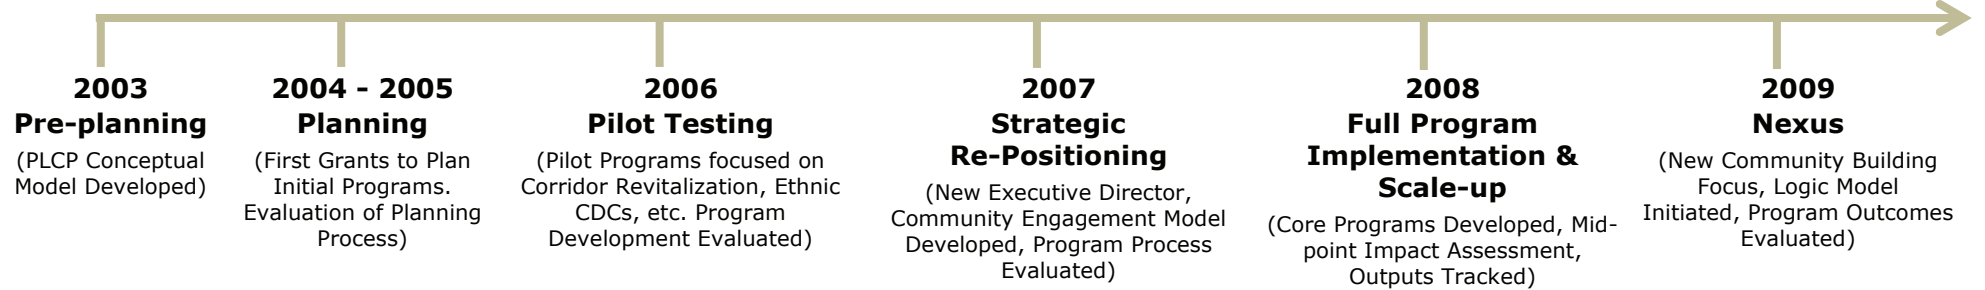 2003
Pre-planning
(PLCP Conceptual
Model Developed)
2004 - 2005
Planning
(First Grants to Plan
Initial Programs.
Evaluation of Planning
Process)
2006
Pilot Testing
(Pilot Programs focused on
Corridor Revitalization, Ethnic
CDCs, etc. Program
Development Evaluated)
2007
Strategic
Re-Positioning
(New Executive Director,
Community Engagement Model
Developed, Program Process
Evaluated)
2008
Full Program
Implementation &
Scale-up
(Core Programs Developed, Mid-
point Impact Assessment,
Outputs Tracked)
2009
Nexus
(New Community Building
Focus, Logic Model
Initiated, Program Outcomes
Evaluated)